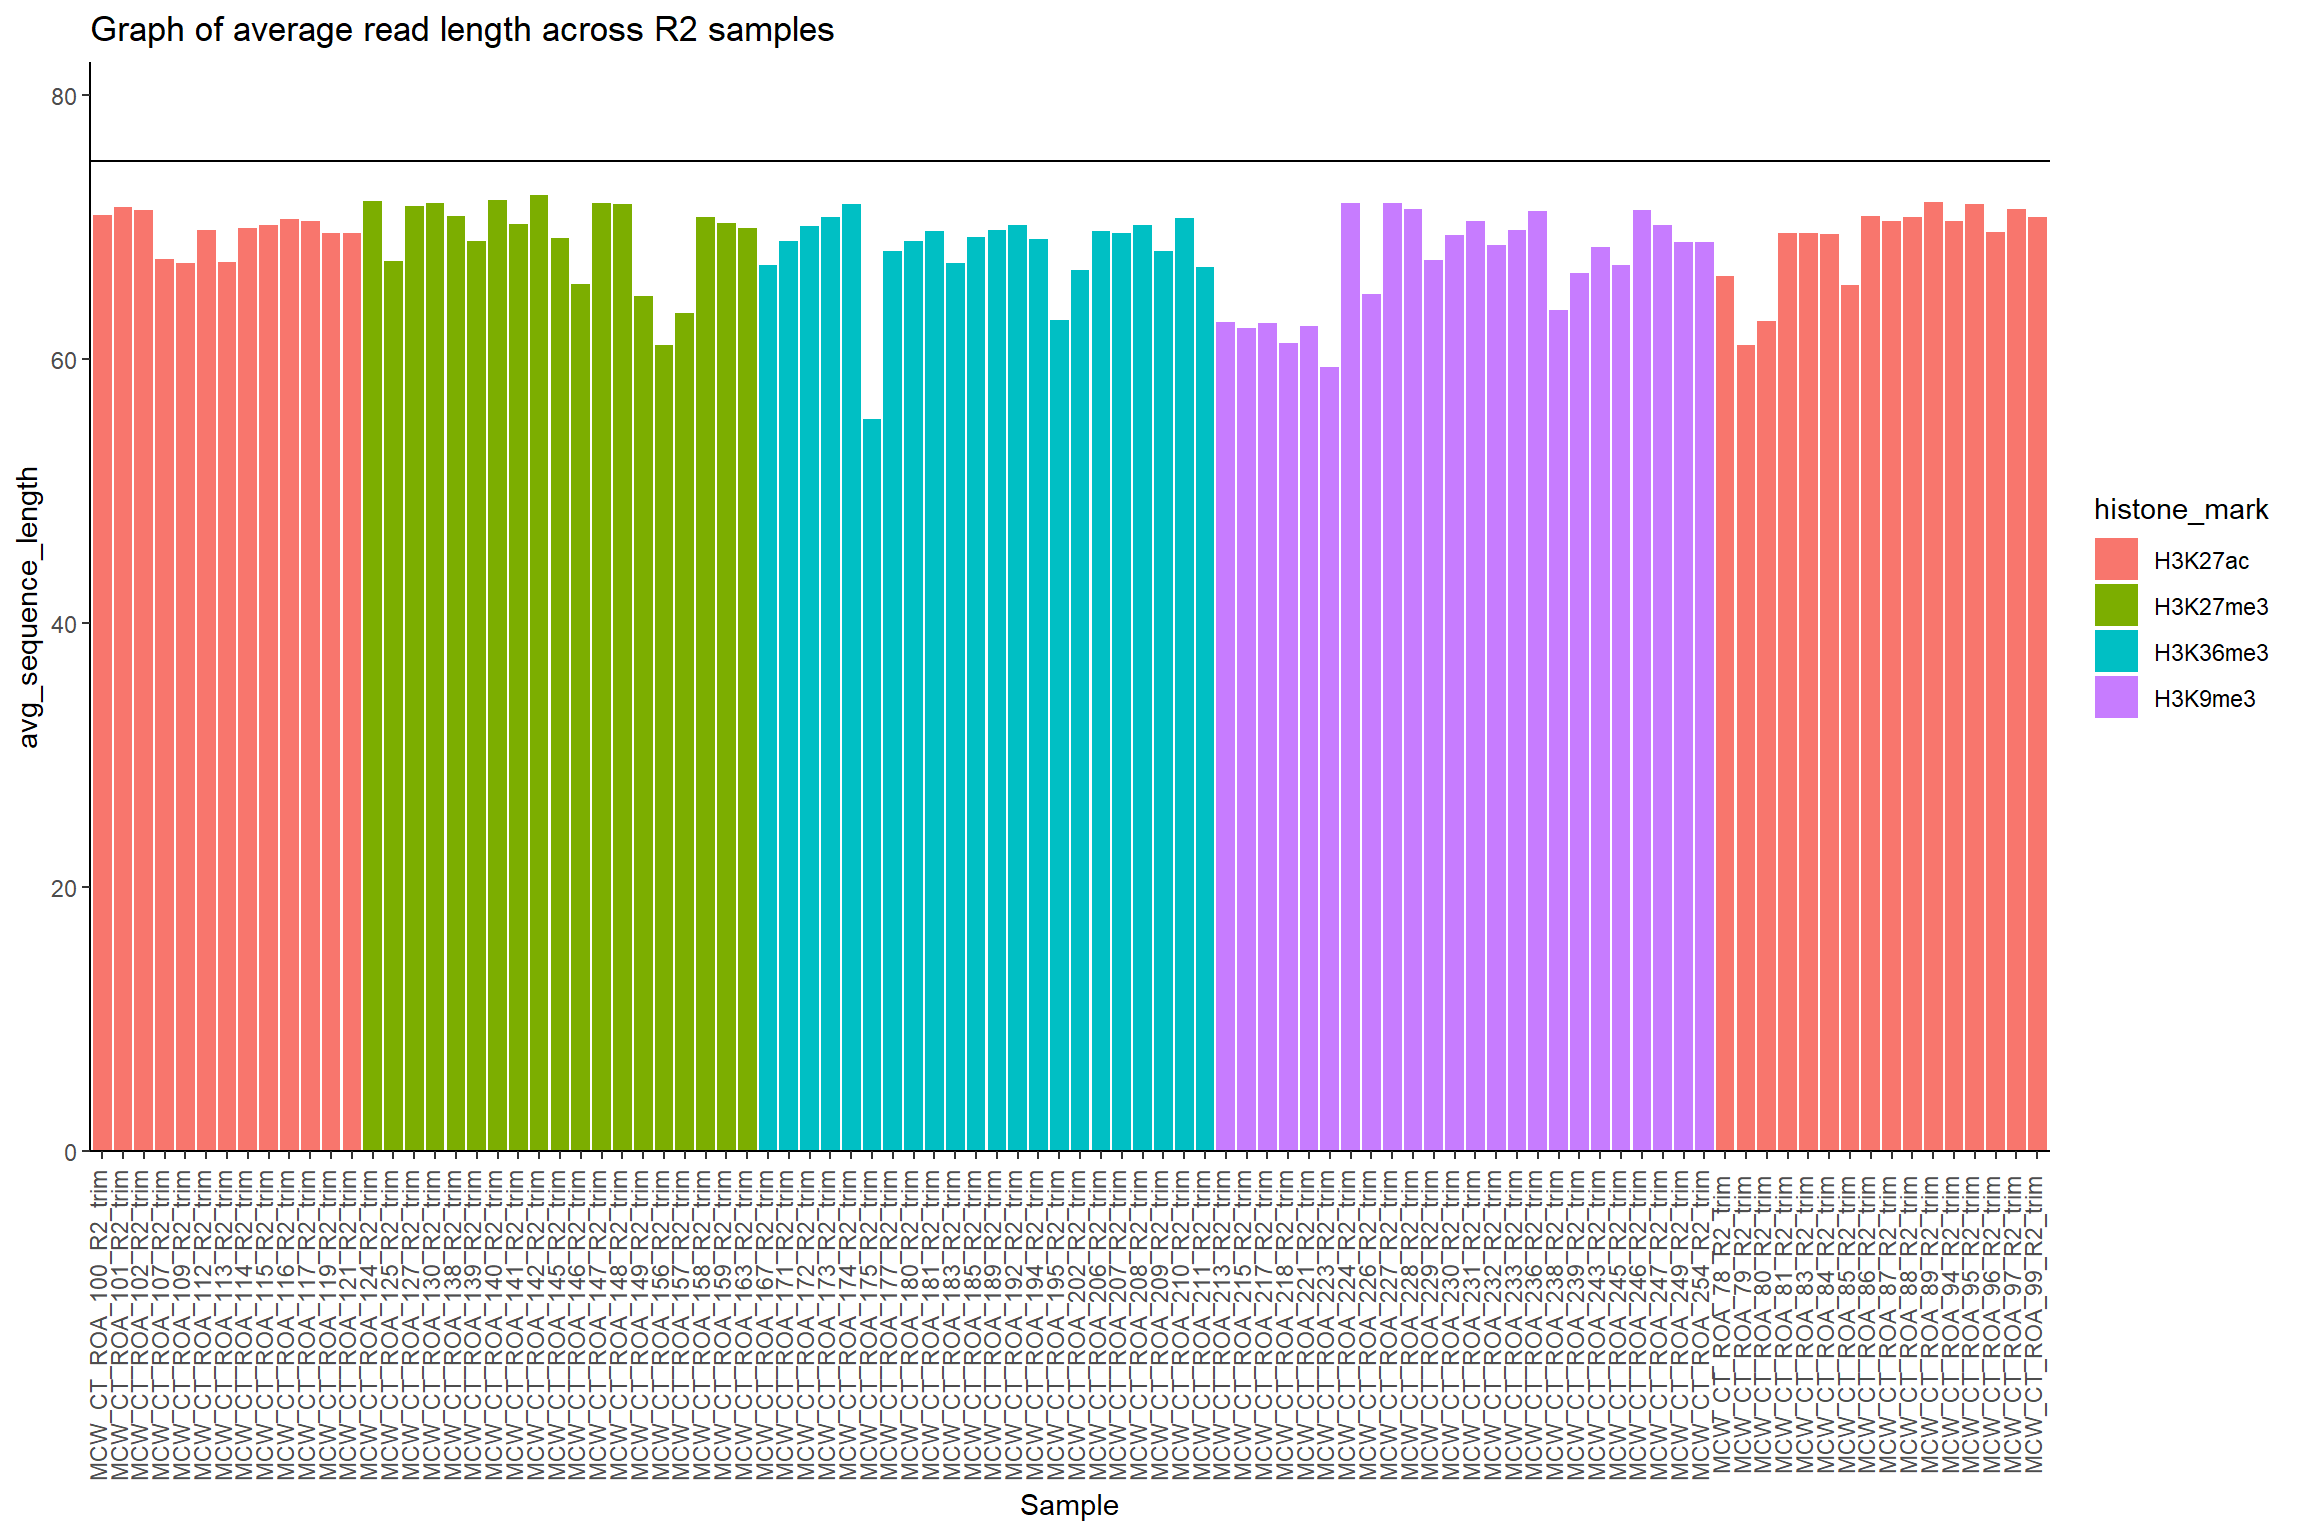 Graph of average read length across R2 samples
80
60
40
20
0
avg_sequence_length
MCW_CT_ROA_100_R2_trim
MCW_CT_ROA_101_R2_trim
MCW_CT_ROA_102_R2_trim
MCW_CT_ROA_107_R2_trim
MCW_CT_ROA_109_R2_trim
MCW_CT_ROA_112_R2_trim
MCW_CT_ROA_113_R2_trim
MCW_CT_ROA_114_R2_trim
MCW_CT_ROA_115_R2_trim
MCW_CT_ROA_116_R2_trim
MCW_CT_ROA_117_R2_trim
MCW_CT_ROA_119_R2_trim
MCW_CT_ROA_121_R2_trim
MCW_CT_ROA_124_R2_trim
MCW_CT_ROA_125_R2_trim
MCW_CT_ROA_127_R2_trim
MCW_CT_ROA_130_R2_trim
MCW_CT_ROA_138_R2_trim
MCW_CT_ROA_139_R2_trim
MCW_CT_ROA_140_R2_trim
MCW_CT_ROA_141_R2_trim
MCW_CT_ROA_142_R2_trim
MCW_CT_ROA_145_R2_trim
MCW_CT_ROA_146_R2_trim
MCW_CT_ROA_147_R2_trim
MCW_CT_ROA_148_R2_trim
MCW_CT_ROA_149_R2_trim
MCW_CT_ROA_156_R2_trim
MCW_CT_ROA_157_R2_trim
MCW_CT_ROA_158_R2_trim
MCW_CT_ROA_159_R2_trim
MCW_CT_ROA_163_R2_trim
MCW_CT_ROA_167_R2_trim
MCW_CT_ROA_171_R2_trim
MCW_CT_ROA_172_R2_trim
MCW_CT_ROA_173_R2_trim
MCW_CT_ROA_174_R2_trim
MCW_CT_ROA_175_R2_trim
MCW_CT_ROA_177_R2_trim
MCW_CT_ROA_180_R2_trim
MCW_CT_ROA_181_R2_trim
MCW_CT_ROA_183_R2_trim
MCW_CT_ROA_185_R2_trim
MCW_CT_ROA_189_R2_trim
MCW_CT_ROA_192_R2_trim
MCW_CT_ROA_194_R2_trim
MCW_CT_ROA_195_R2_trim
MCW_CT_ROA_202_R2_trim
MCW_CT_ROA_206_R2_trim
MCW_CT_ROA_207_R2_trim
MCW_CT_ROA_208_R2_trim
MCW_CT_ROA_209_R2_trim
MCW_CT_ROA_210_R2_trim
MCW_CT_ROA_211_R2_trim
MCW_CT_ROA_213_R2_trim
MCW_CT_ROA_215_R2_trim
MCW_CT_ROA_217_R2_trim
MCW_CT_ROA_218_R2_trim
MCW_CT_ROA_221_R2_trim
MCW_CT_ROA_223_R2_trim
MCW_CT_ROA_224_R2_trim
MCW_CT_ROA_226_R2_trim
MCW_CT_ROA_227_R2_trim
MCW_CT_ROA_228_R2_trim
MCW_CT_ROA_229_R2_trim
MCW_CT_ROA_230_R2_trim
MCW_CT_ROA_231_R2_trim
MCW_CT_ROA_232_R2_trim
MCW_CT_ROA_233_R2_trim
MCW_CT_ROA_236_R2_trim
MCW_CT_ROA_238_R2_trim
MCW_CT_ROA_239_R2_trim
MCW_CT_ROA_243_R2_trim
MCW_CT_ROA_245_R2_trim
MCW_CT_ROA_246_R2_trim
MCW_CT_ROA_247_R2_trim
MCW_CT_ROA_249_R2_trim
MCW_CT_ROA_254_R2_trim
MCW_CT_ROA_78_R2_trim
MCW_CT_ROA_79_R2_trim
MCW_CT_ROA_80_R2_trim
MCW_CT_ROA_81_R2_trim
MCW_CT_ROA_83_R2_trim
MCW_CT_ROA_84_R2_trim
MCW_CT_ROA_85_R2_trim
MCW_CT_ROA_86_R2_trim
MCW_CT_ROA_87_R2_trim
MCW_CT_ROA_88_R2_trim
MCW_CT_ROA_89_R2_trim
MCW_CT_ROA_94_R2_trim
MCW_CT_ROA_95_R2_trim
MCW_CT_ROA_96_R2_trim
MCW_CT_ROA_97_R2_trim
MCW_CT_ROA_99_R2_trim
Sample
histone_mark
H3K27ac
H3K27me3
H3K36me3
H3K9me3